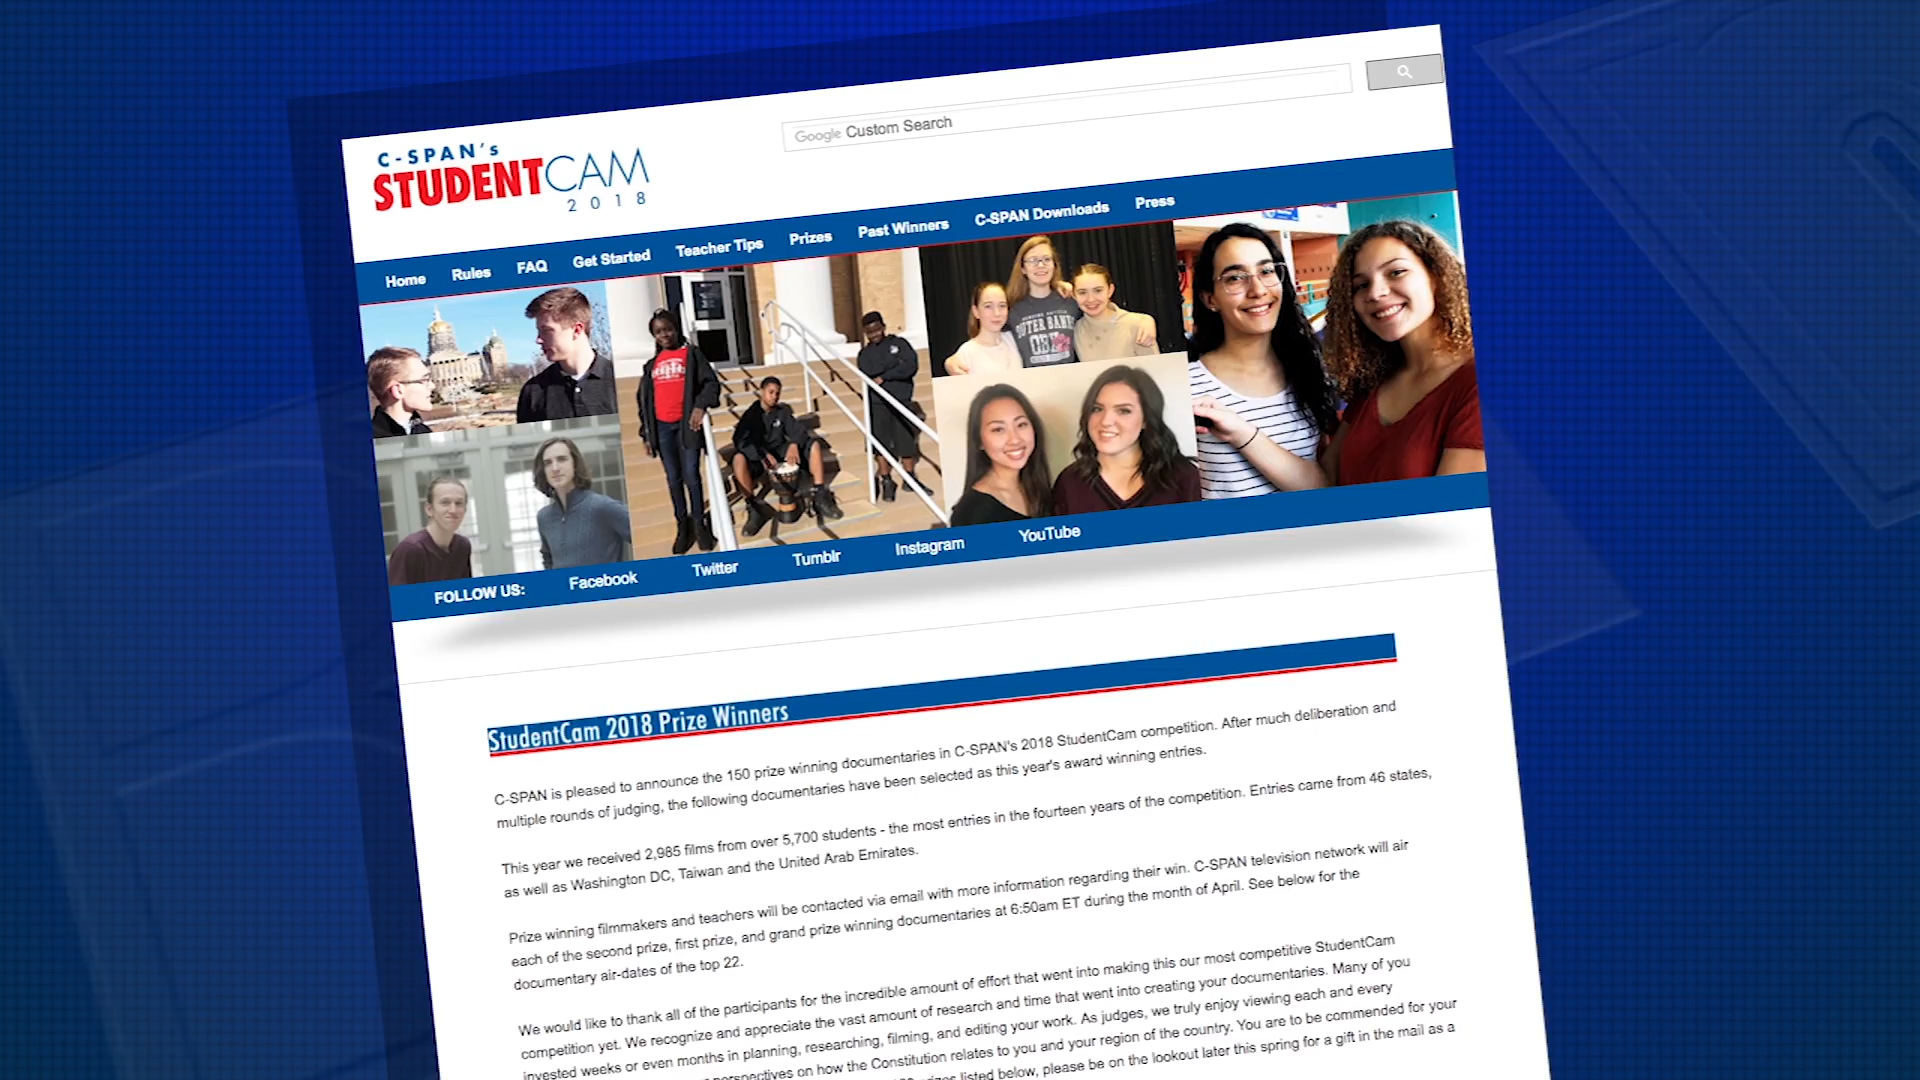 C-SPAN's
STUDENTCAM
2018
Google Custom Search
Home Rules FAQ Get Started Teacher Tips Prizes Past Winners C-SPAN Downloads Press
OUTER BANKS
OBX
FOLLOW US: Facebook Twitter Tumblr Instagram YouTube
StudentCam 2018 Prize Winners
C-SPAN is pleased to announce the 150 prize winning documentaries in C-SPAN's 2018 StudentCam competition. After much deliberation and
multiple rounds of judging, the following documentaries have been selected as this year's award winning entries.
This year we received 2,985 films from over 5,700 students - the most entries in the fourteen years of the competition. Entries came from 46 states,
as well as Washington DC, Taiwan and the United Arab Emirates.
Prize winning filmmakers and teachers will be contacted via email with more information regarding their win. C-SPAN television network will air
each of the second prize, first prize, and grand prize winning documentaries at 6:50am ET during the month of April. See below for the
documentary air-dates of the top 22.
We would like to thank all of the participants for the incredible amount of effort that went into making this our most competitive StudentCam
competition yet. We recognize and appreciate the vast amount of research and time that went into creating your documentaries. Many of you
invested weeks or even months in planning, researching, filming, and editing your work. As judges, we truly enjoy viewing each and every
perspectives on how the Constitution relates to you and your region of the country. You are to be commended for your
prizes listed below, please be on the lookout later this spring for a gift in the mail as a